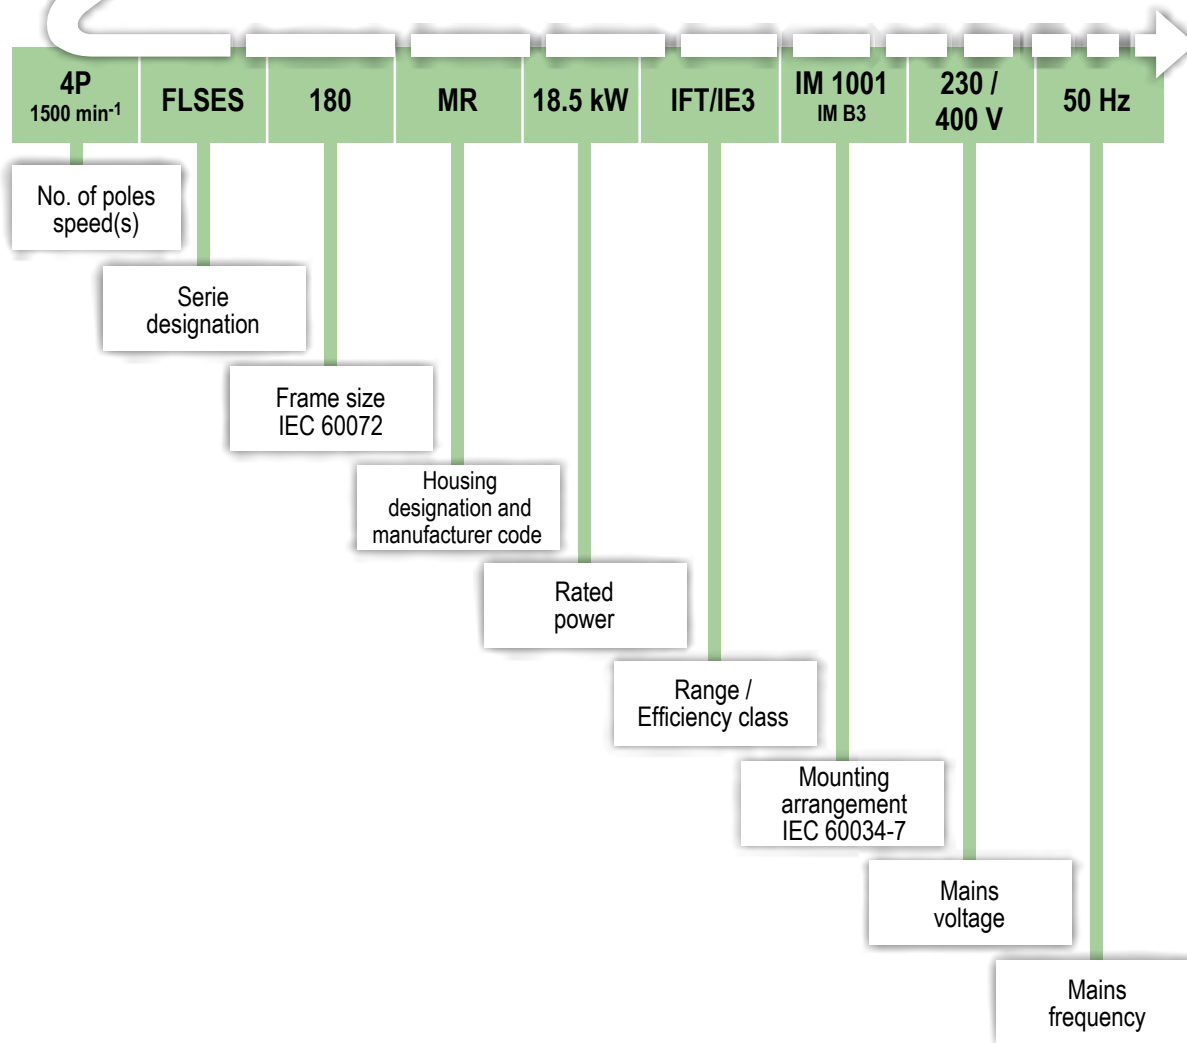 4P
1500 min-1
FLSES
180
MR
18.5 kW
IFT/IE3
IM 1001
IM B3
230 /
400 V
50 Hz
No. of poles
speed(s)
Serie
designation
Frame size
IEC 60072
Housing
designation and
manufacturer code
Rated
power
Range /
Efficiency class
Mounting
arrangement
IEC 60034-7
Mains
voltage
Mains
frequency